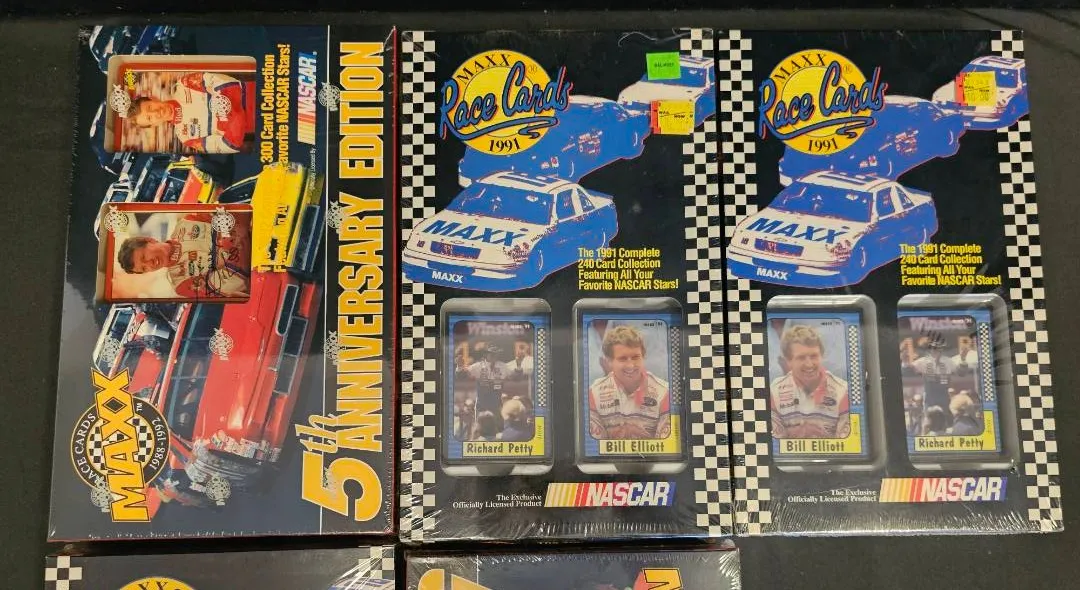 300 Card Collection
Favorite NASCAR Stars!
NASCAR
5th
ANNIVERSARY EDITION
RACE CARDS
MAXX
1988-1992
MAXX
Race Cards
1991
MAXX
MAXX
The 1991 Complete
240 Card Collection
Featuring All Your
Favorite NASCAR Stars!
Winston
Richard Petty
Bill Elliott
The Exclusive
Officially Licensed Product
NASCAR
MAXX
Race Cards
1991
MAXX
MAXX
The 1991 Complete
240 Card Collection
Featuring All Your
Favorite NASCAR Stars!
Bill Elliott
Winston
Richard Petty
The Exclusive
Officially Licensed Product
NASCAR